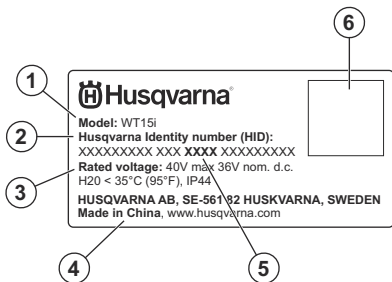 6
1
Husqvarna
Model: WT15i
2
Husqvarna Identity number (HID):
XXXXXXXXX XXX XXXX XXXXXXXXX
3
Rated voltage: 40V max 36V nom. d.c.
H20 < 35°C (95°F), IP44
HUSQVARNA AB, SE-561 82 HUSKVARNA, SWEDEN
Made in China, www.husqvarna.com
4
5